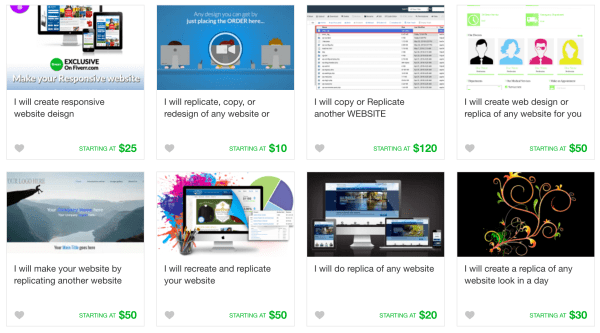 EXCLUSIVE
On Fiverr.com
Make your Responsive website
Any design you can get by
just placing the ORDER here...
I will create responsive
website deisgn
STARTING AT $25
I will replicate, copy, or
redesign of any website or
STARTING AT $10
I will copy or Replicate
another WEBSITE
STARTING AT $120
I will create web design or
replica of any website for you
STARTING AT $50
YOUR LOGO HERE
Your Main Title goes here
I will make your website by
replicating another website
STARTING AT $50
I will recreate and replicate
your website
STARTING AT $50
I will do replica of any website
STARTING AT $20
I will create a replica of any
website look in a day
STARTING AT $30